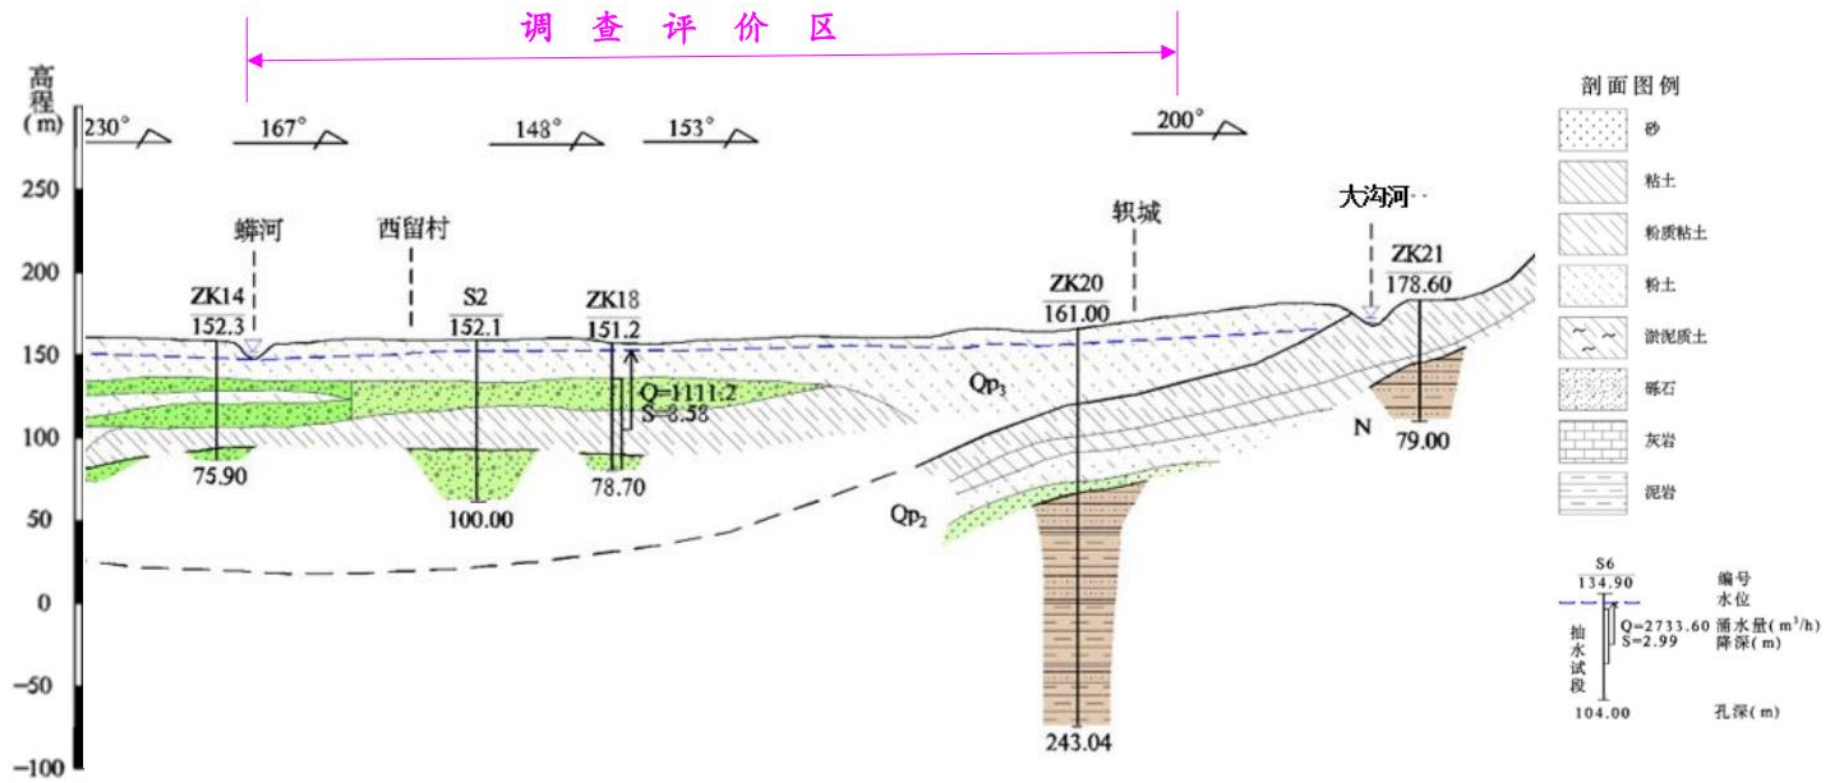 调查评价区
高程
(m)
230°
167°
148°
153°
200°
250
200
150
100
50
0
−50
−100
蟒河
西留村
轵城
大沟河
ZK14
152.3
75.90
S2
152.1
100.00
ZK18
151.2
Q=1111.2
S=8.58
78.70
ZK20
161.00
243.04
ZK21
178.60
79.00
Qp3
Qp2
N
剖面图例
砂
粘土
粉质粘土
粉土
淤泥质土
砾石
灰岩
泥岩
S6
134.90
编号
水位
Q=2733.60 涌水量(m³/h)
S=2.99 降深(m)
抽水试段
104.00 孔深(m)